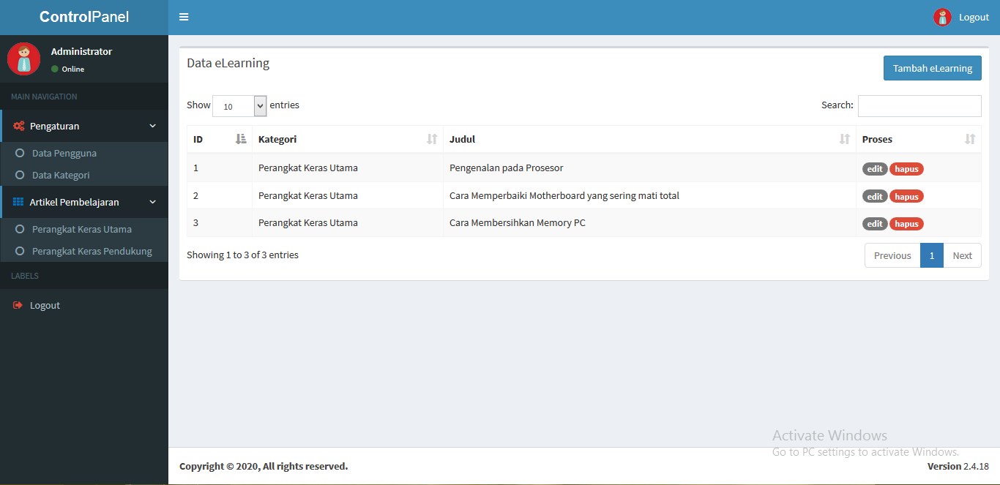 ControlPanel
Logout
Administrator
Online
MAIN NAVIGATION
Pengaturan
Data Pengguna
Data Kategori
Artikel Pembelajaran
Perangkat Keras Utama
Perangkat Keras Pendukung
LABELS
Logout
Data eLearning
Tambah eLearning
Show 10 entries
Search:
ID Kategori Judul Proses
1 Perangkat Keras Utama Pengenalan pada Prosesor edit hapus
2 Perangkat Keras Utama Cara Memperbaiki Motherboard yang sering mati total edit hapus
3 Perangkat Keras Utama Cara Membersihkan Memory PC edit hapus
Showing 1 to 3 of 3 entries
Previous 1 Next
Activate Windows
Go to PC settings to activate Windows.
Copyright © 2020, All rights reserved.
Version 2.4.18